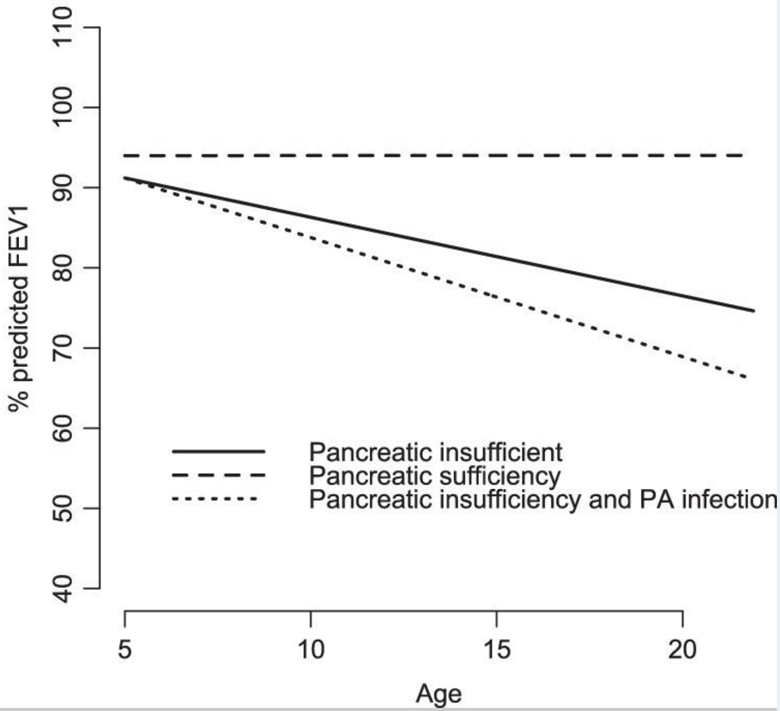 110
100
90
80
70
60
50
40
% predicted FEV1
Pancreatic insufficient
Pancreatic sufficiency
Pancreatic insufficiency and PA infection
5 10 15 20
Age